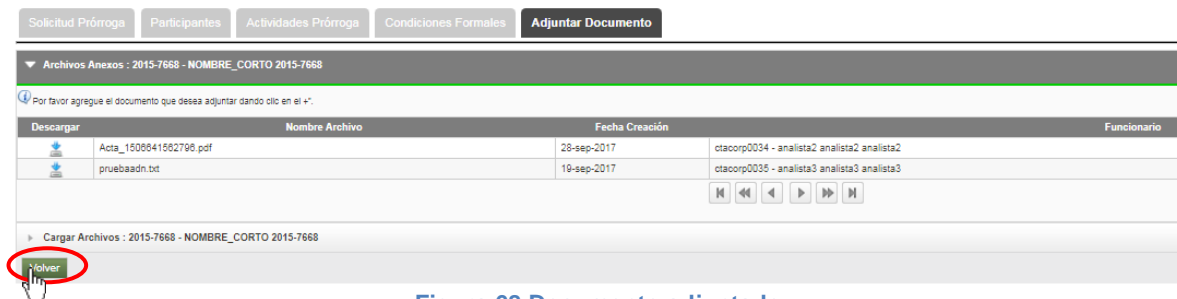 Solicitud Prórroga Participantes Actividades Prórroga Condiciones Formales Adjuntar Documento
Archivos Anexos : 2015-7668 - NOMBRE_CORTO 2015-7668
Por favor agregue el documento que desea adjuntar dando clic en el +".
Descargar Nombre Archivo Fecha Creación Funcionario
Acta_1506641562796.pdf 28-sep-2017 ctacorp0034 - analista2 analista2 analista2
pruebaadn.txt 19-sep-2017 ctacorp0035 - analista3 analista3 analista3
Cargar Archivos : 2015-7668 - NOMBRE_CORTO 2015-7668
Volver